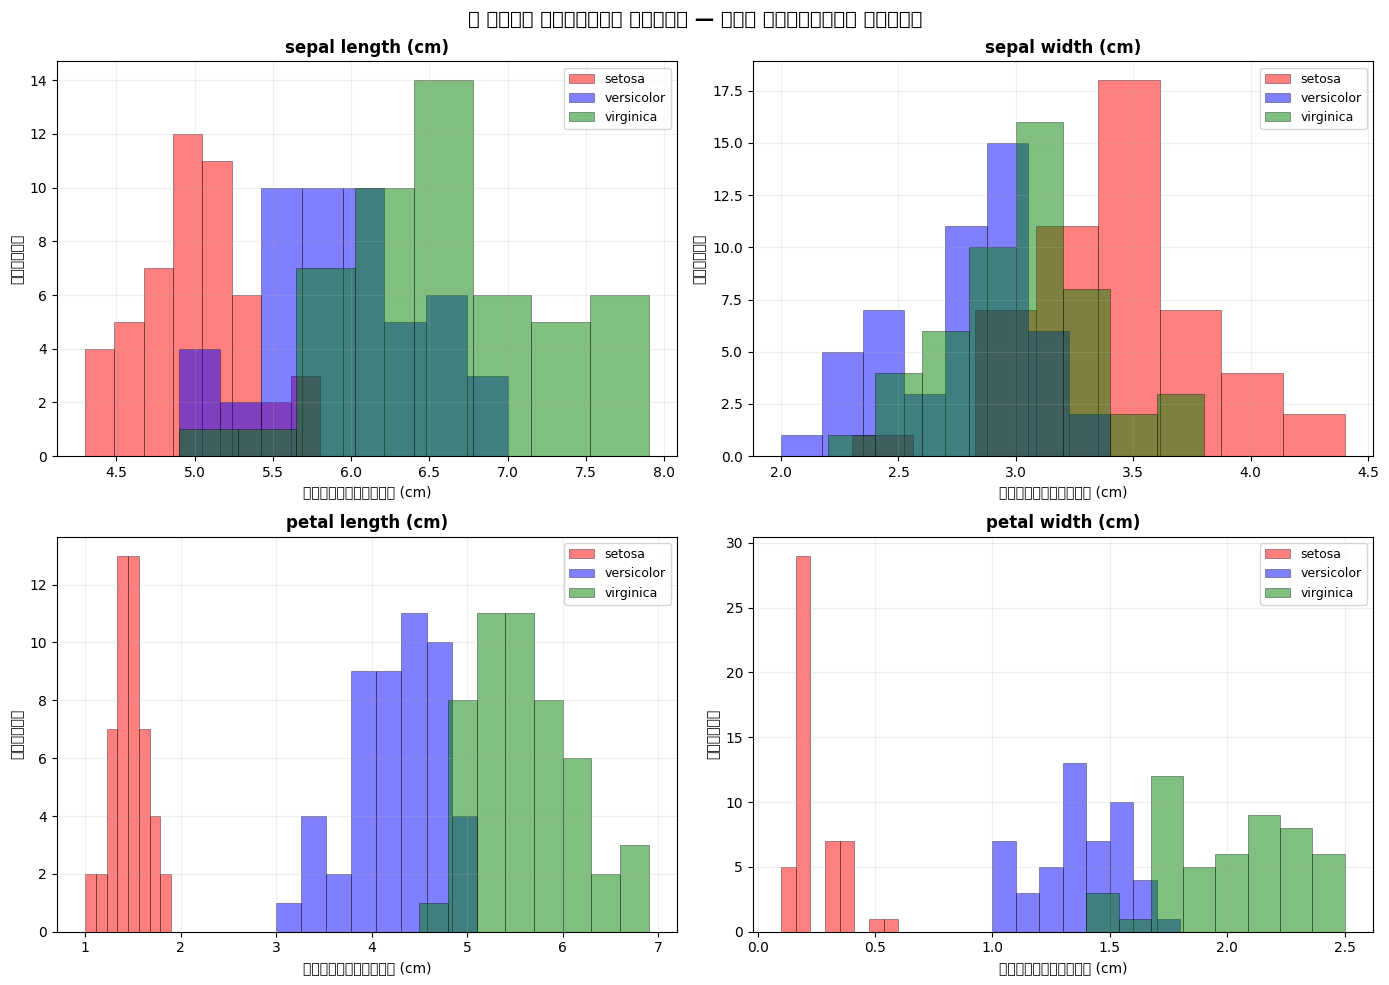 sepal length (cm)
setosa
versicolor
virginica
14
12
10
8
6
4
2
0
4.5 5.0 5.5 6.0 6.5 7.0 7.5 8.0
(cm)
sepal width (cm)
setosa
versicolor
virginica
17.5
15.0
12.5
10.0
7.5
5.0
2.5
0.0
2.0 2.5 3.0 3.5 4.0 4.5
(cm)
petal length (cm)
setosa
versicolor
virginica
12
10
8
6
4
2
0
1 2 3 4 5 6 7
(cm)
petal width (cm)
setosa
versicolor
virginica
30
25
20
15
10
5
0
0.0 0.5 1.0 1.5 2.0 2.5
(cm)